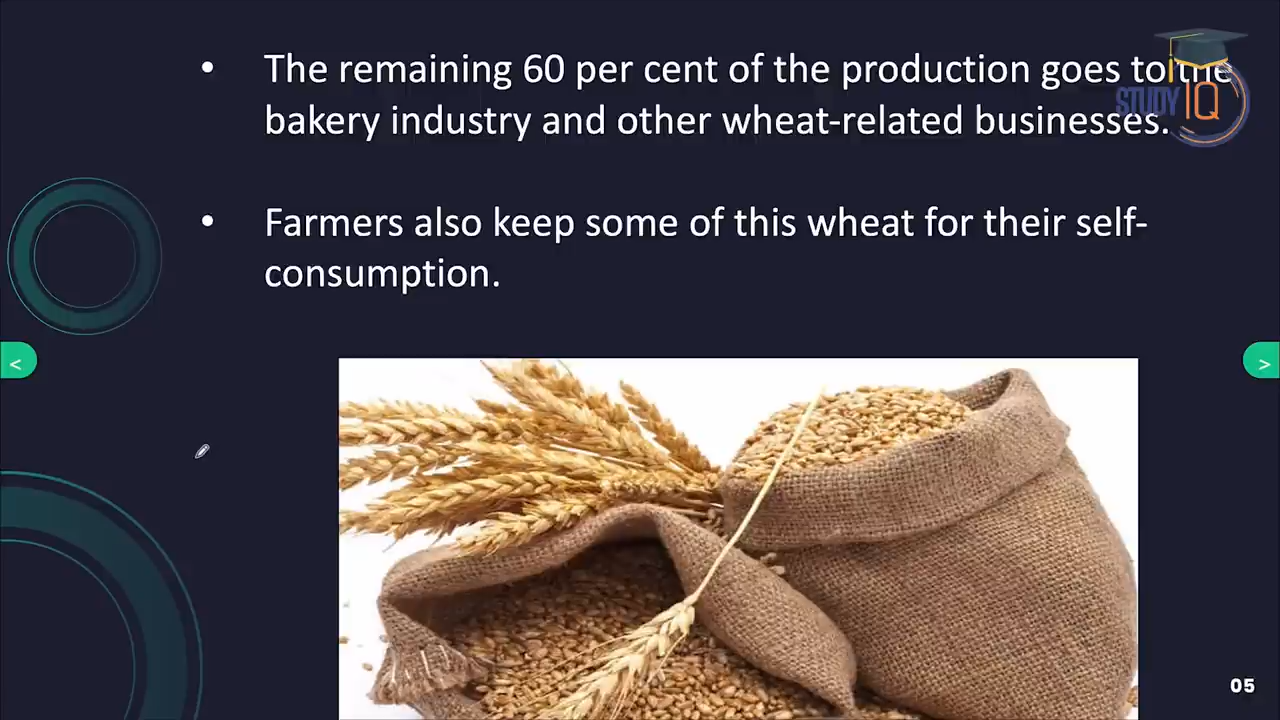 • The remaining 60 per cent of the production goes to the
bakery industry and other wheat-related businesses.
• Farmers also keep some of this wheat for their self-
consumption.
STUDY IQ
<
>
05